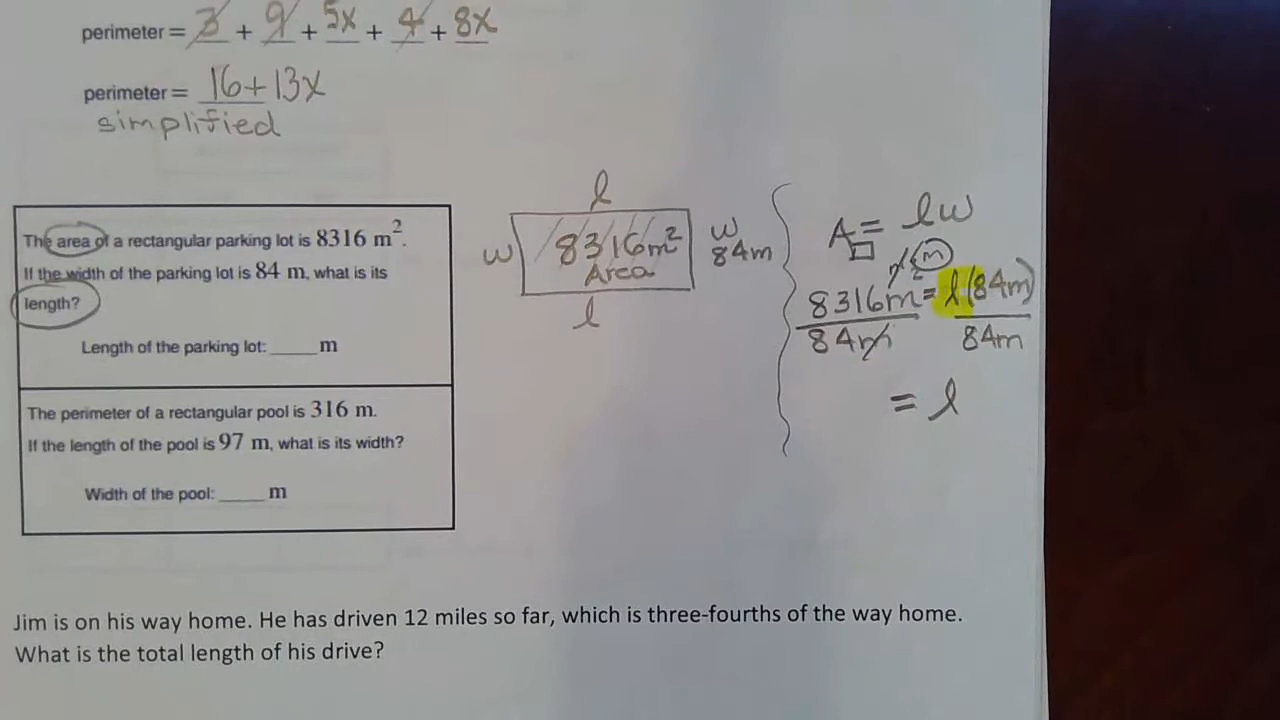 perimeter = 3 + 9 + 5x + 4 + 8x
perimeter = 16 + 13x
simplified
The area of a rectangular parking lot is 8316 m².
If the width of the parking lot is 84 m, what is its
length?
Length of the parking lot: _____ m
The perimeter of a rectangular pool is 316 m.
If the length of the pool is 97 m, what is its width?
Width of the pool: _____ m
l
w
8316m²
Area
w
84m
l
A = lw
m
8316m² = l(84m)
84m 84m
= l
Jim is on his way home. He has driven 12 miles so far, which is three-fourths of the way home.
What is the total length of his drive?